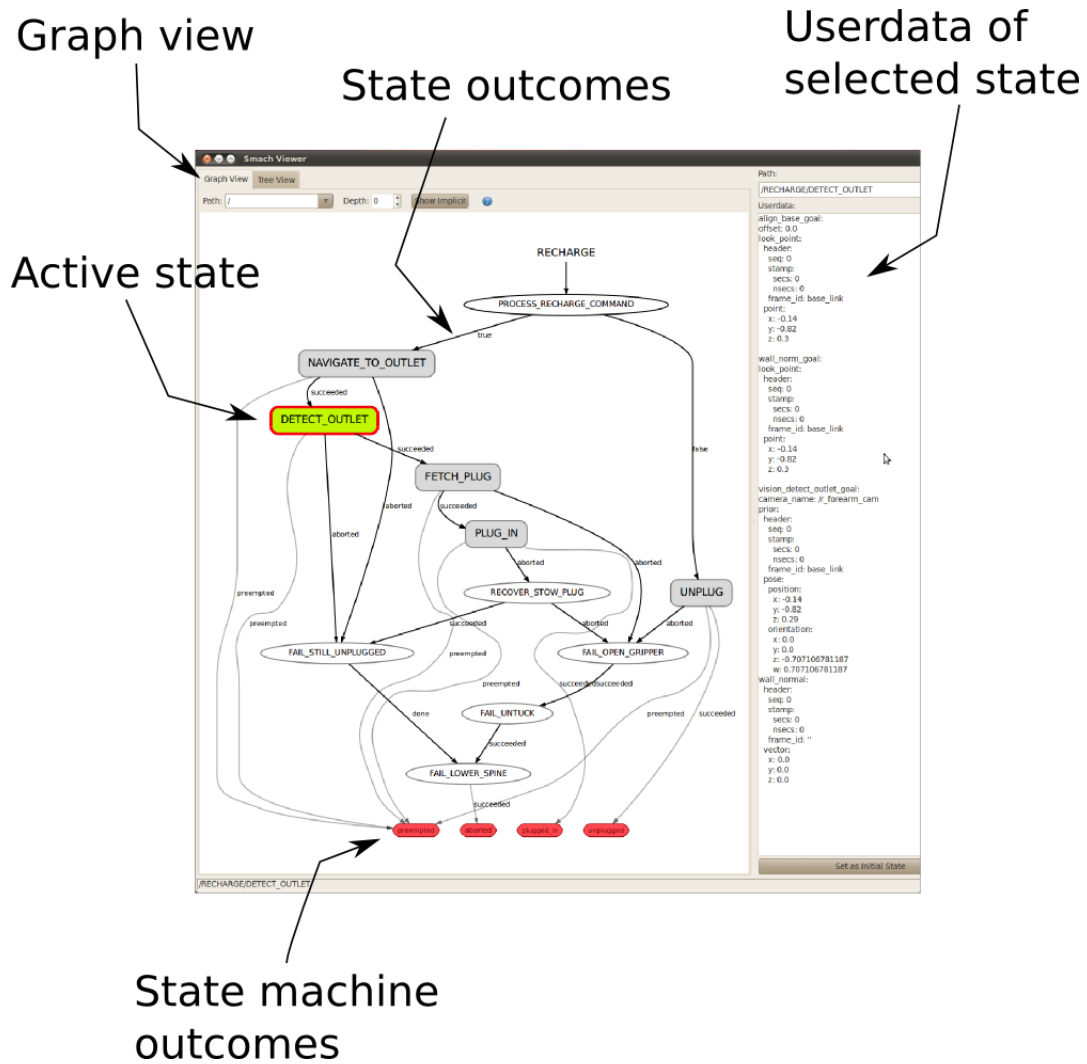 Graph view
Userdata of
selected state
State outcomes
Active state
Smach Viewer
Graph View
Tree View
Path: /
Depth: 0
Show Implicit
RECHARGE
PROCESS_RECHARGE_COMMAND
true
NAVIGATE_TO_OUTLET
succeeded
DETECT_OUTLET
succeeded
false
FETCH_PLUG
succeeded
aborted
PLUG_IN
aborted
aborted
aborted
RECOVER_STOW_PLUG
UNPLUG
preempted
succeeded
aborted
aborted
preempted
FAIL_STILL_UNPLUGGED
FAIL_OPEN_GRIPPER
preempted
preempted
succeeded
succeeded
FAIL_UNTUCK
done
preempted
succeeded
succeeded
FAIL_LOWER_SPINE
succeeded
preempted
aborted
plugged_in
unplugged
/RECHARGE/DETECT_OUTLET
Path:
/RECHARGE/DETECT_OUTLET
Userdata:
align_base_goal:
offset: 0.0
look_point:
header:
seq: 0
stamp:
secs: 0
nsecs: 0
frame_id: base_link
point:
x: -0.14
y: -0.82
z: 0.3
wall_norm_goal:
look_point:
header:
seq: 0
stamp:
secs: 0
nsecs: 0
frame_id: base_link
point:
x: -0.14
y: -0.82
z: 0.3
vision_detect_outlet_goal:
camera_name: /r_forearm_cam
prior:
header:
seq: 0
stamp:
secs: 0
nsecs: 0
frame_id: base_link
pose:
position:
x: -0.14
y: -0.82
z: 0.29
orientation:
x: 0.0
y: 0.0
z: -0.707106781187
w: 0.707106781187
wall_normal:
header:
seq: 0
stamp:
secs: 0
nsecs: 0
frame_id: ''
vector:
x: 0.0
y: 0.0
z: 0.0
Set as Initial State
State machine
outcomes